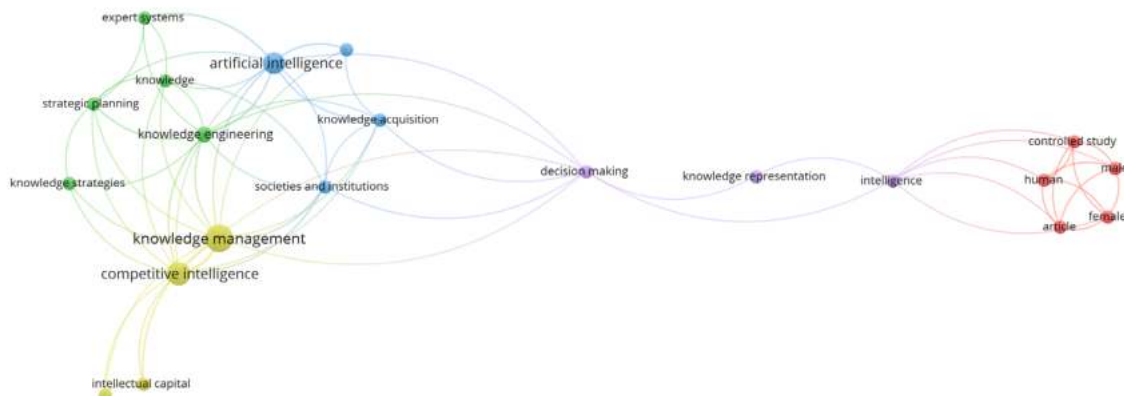 expert systems
artificial intelligence
knowledge
strategic planning
knowledge acquisition
knowledge engineering
controlled study
decision making
male
knowledge representation
human
intelligence
knowledge strategies
societies and institutions
female
article
knowledge management
competitive intelligence
intellectual capital